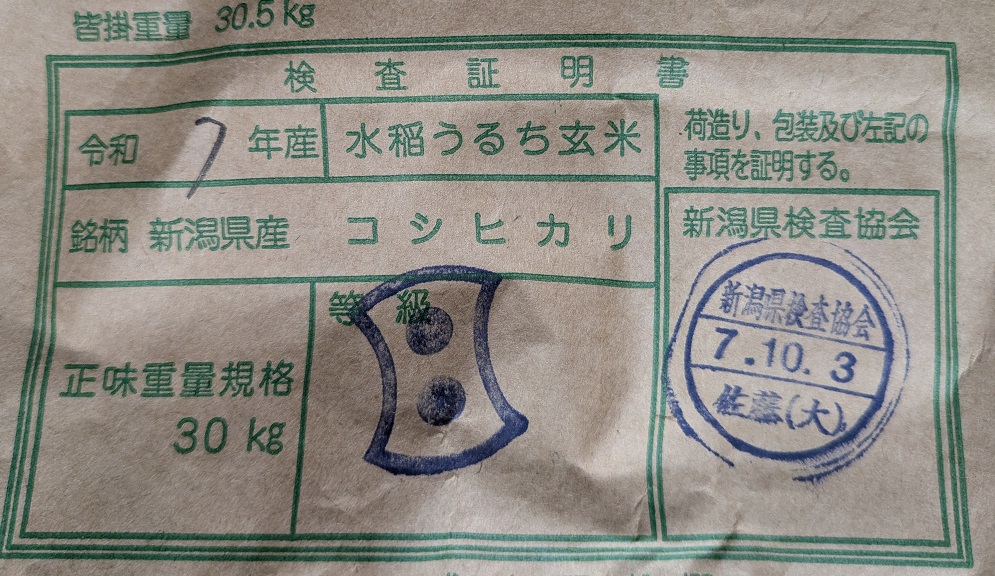 皆掛重量 30.5kg
検査証明書
令和 7 年産 水稲うるち玄米
銘柄 新潟県産 コシヒカリ
等級
正味重量規格
30kg
荷造り、包装及び左記の
事項を証明する。
新潟県検査協会
新潟県検査協会
7.10.3
佐藤(大)